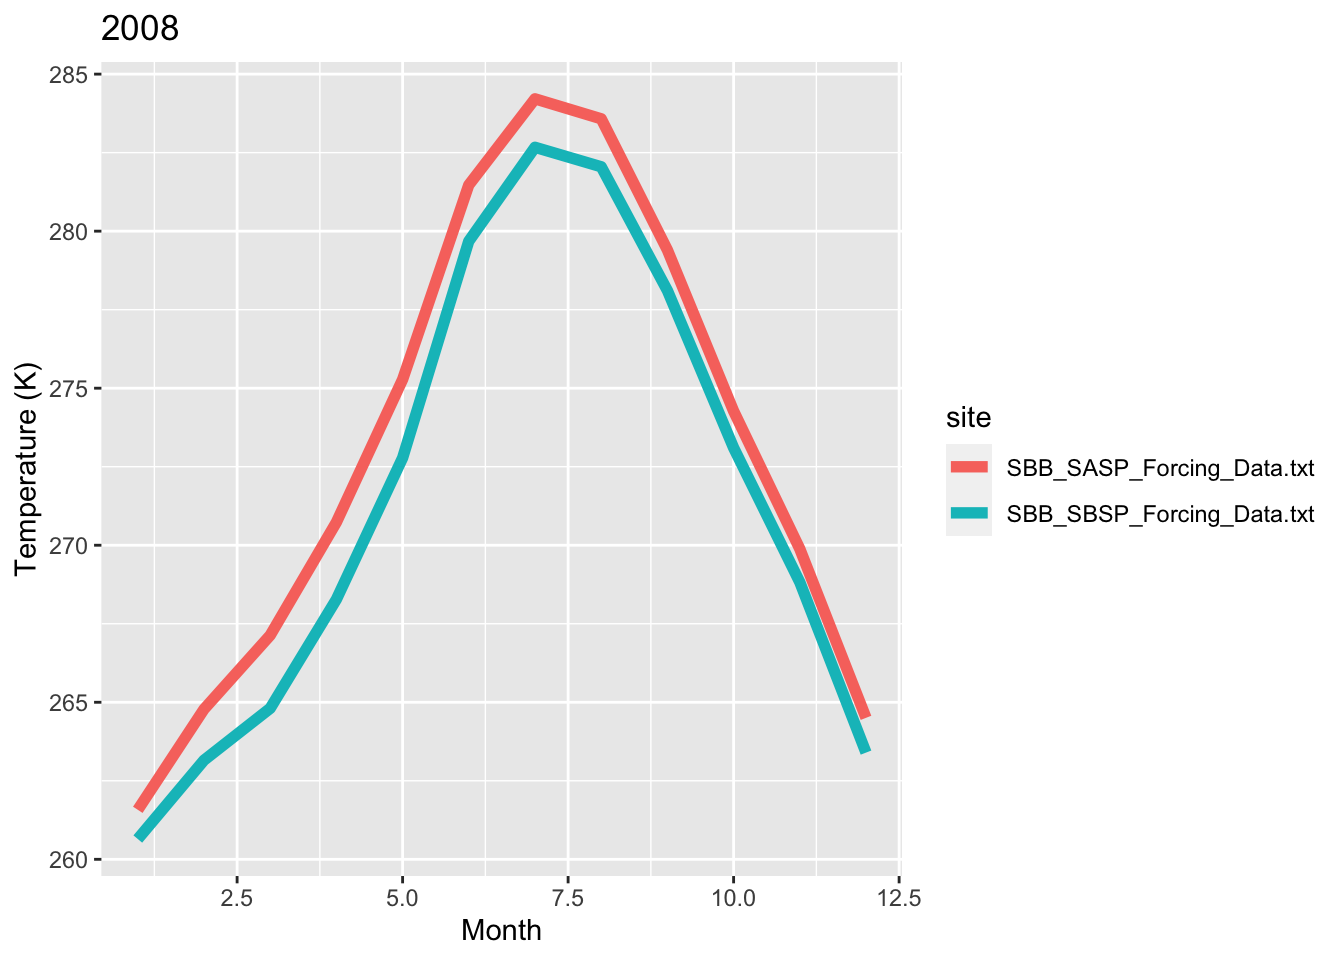 2008
285
280
275
270
265
260
Temperature (K)
2.5 5.0 7.5 10.0 12.5
Month
site
SBB_SASP_Forcing_Data.txt
SBB_SBSP_Forcing_Data.txt